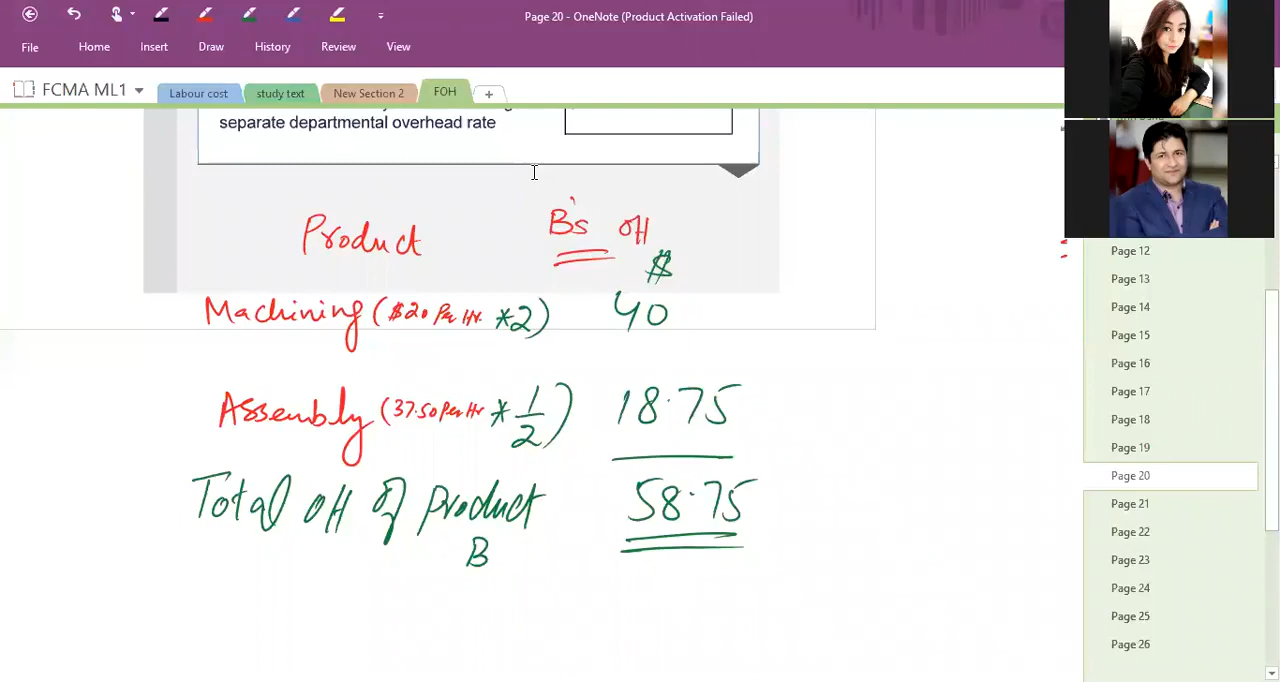 Page 20 - OneNote (Product Activation Failed)
File Home Insert Draw History Review View
FCMA ML1 Labour cost study text New Section 2 FOH +
separate departmental overhead rate
Product B's OH
$
Machining ($20 Per Hr. *2) 40
Assembly (37.50 Per Hr * 1/2) 18.75
Total OH of product 58.75
B
Page 12
Page 13
Page 14
Page 15
Page 16
Page 17
Page 18
Page 19
Page 20
Page 21
Page 22
Page 23
Page 24
Page 25
Page 26